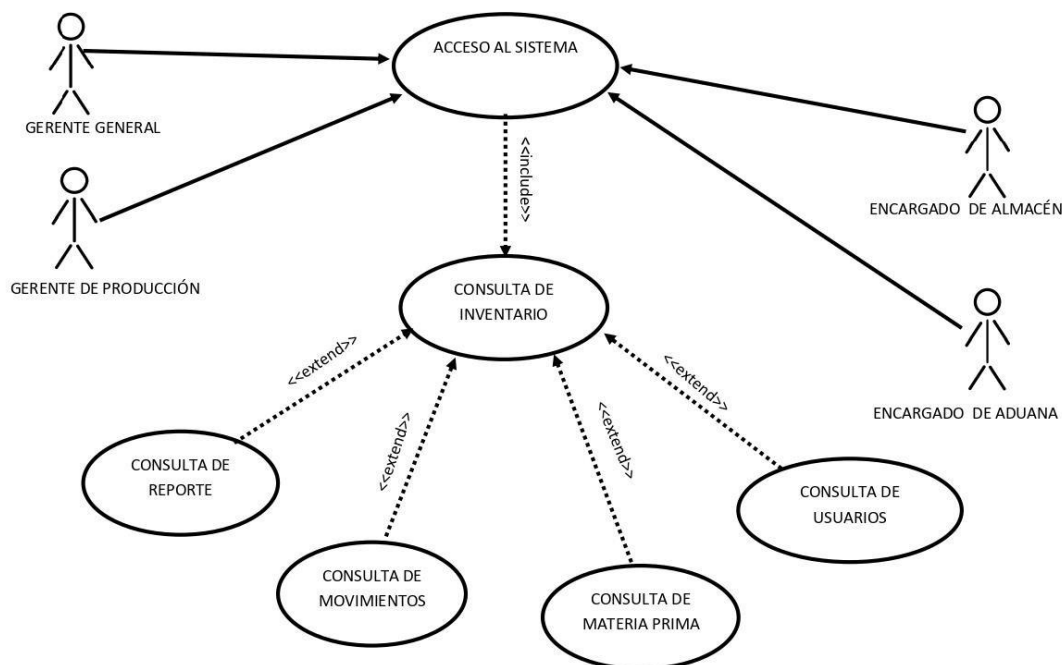 ACCESO AL SISTEMA
GERENTE GENERAL
<<include>>
ENCARGADO DE ALMACÉN
GERENTE DE PRODUCCIÓN
CONSULTA DE
INVENTARIO
<<extend>>
<<extend>>
<<extend>>
<<extend>>
ENCARGADO DE ADUANA
CONSULTA DE
REPORTE
CONSULTA DE
USUARIOS
CONSULTA DE
MOVIMIENTOS
CONSULTA DE
MATERIA PRIMA